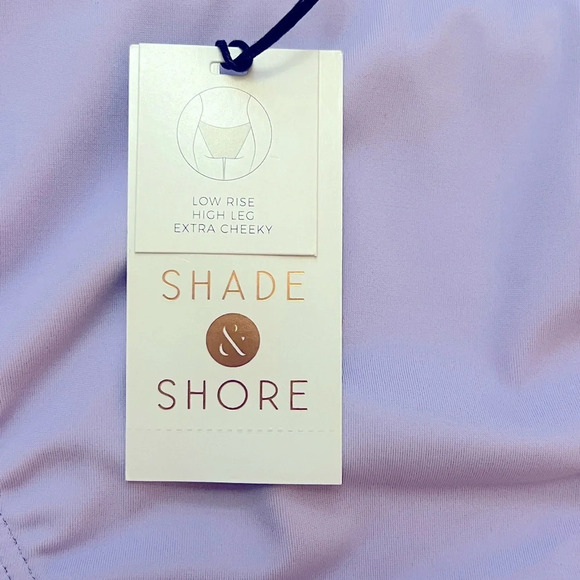 LOW RISE
HIGH LEG
EXTRA CHEEKY
SHADE
&
SHORE